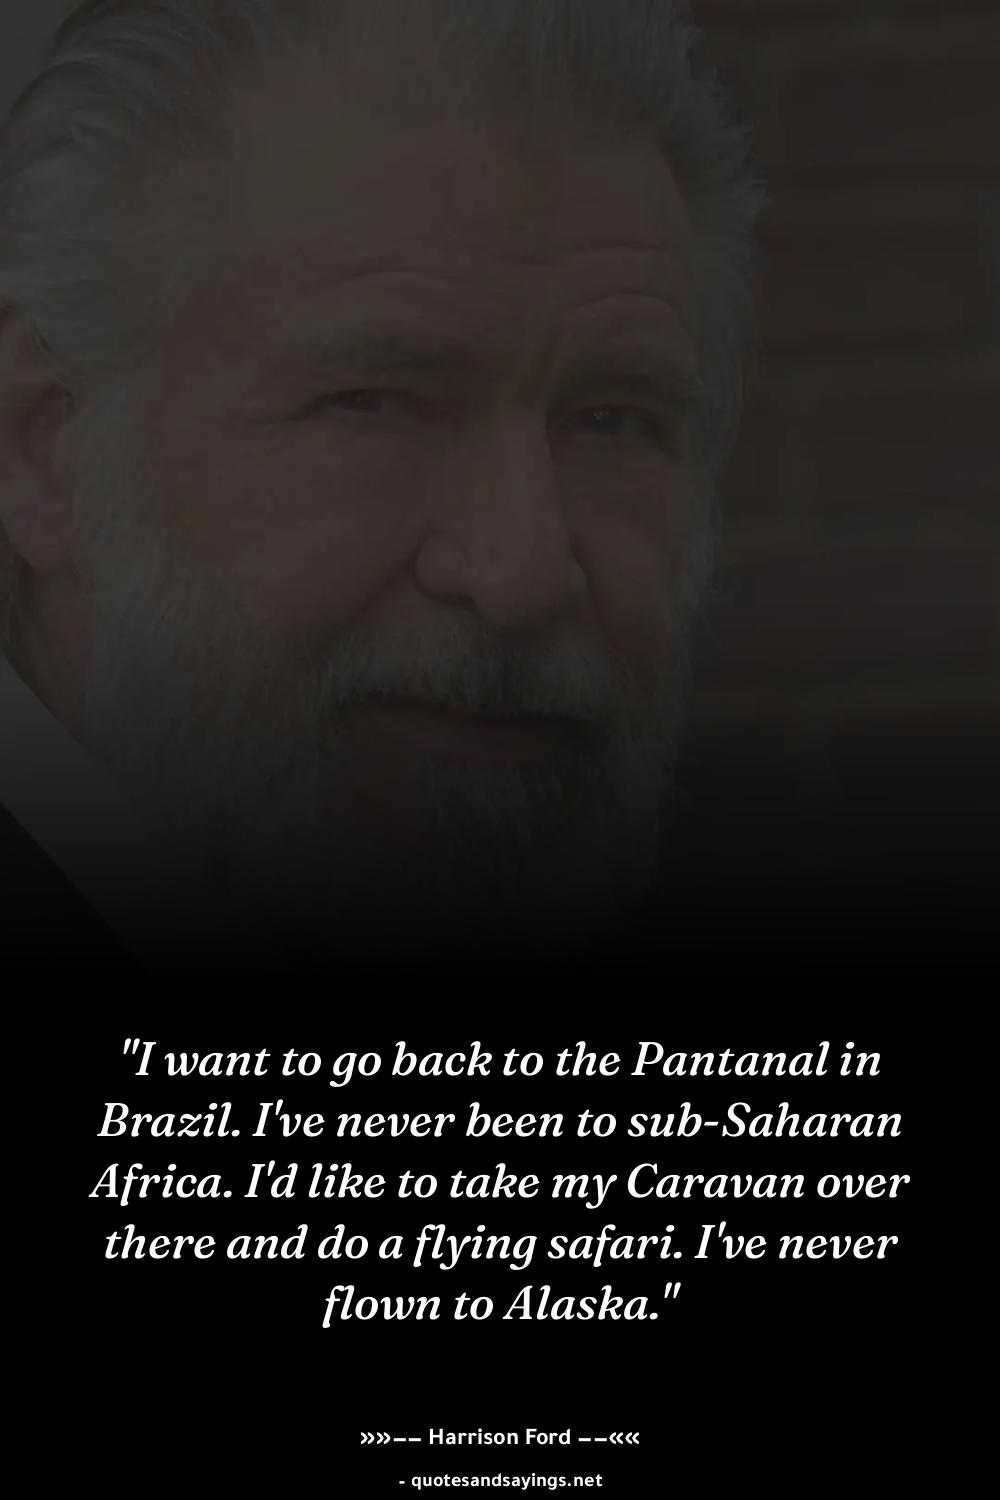 "I want to go back to the Pantanal in
Brazil. I've never been to sub-Saharan
Africa. I'd like to take my Caravan over
there and do a flying safari. I've never
flown to Alaska."
»»–– Harrison Ford ––««
- quotesandsayings.net